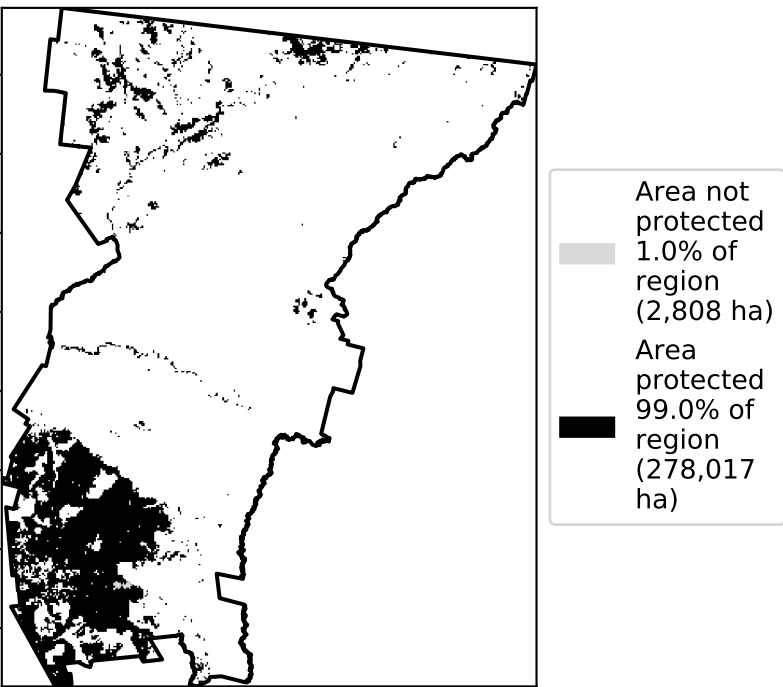 Area not
protected
1.0% of
region
(2,808 ha)
Area
protected
99.0% of
region
(278,017
ha)